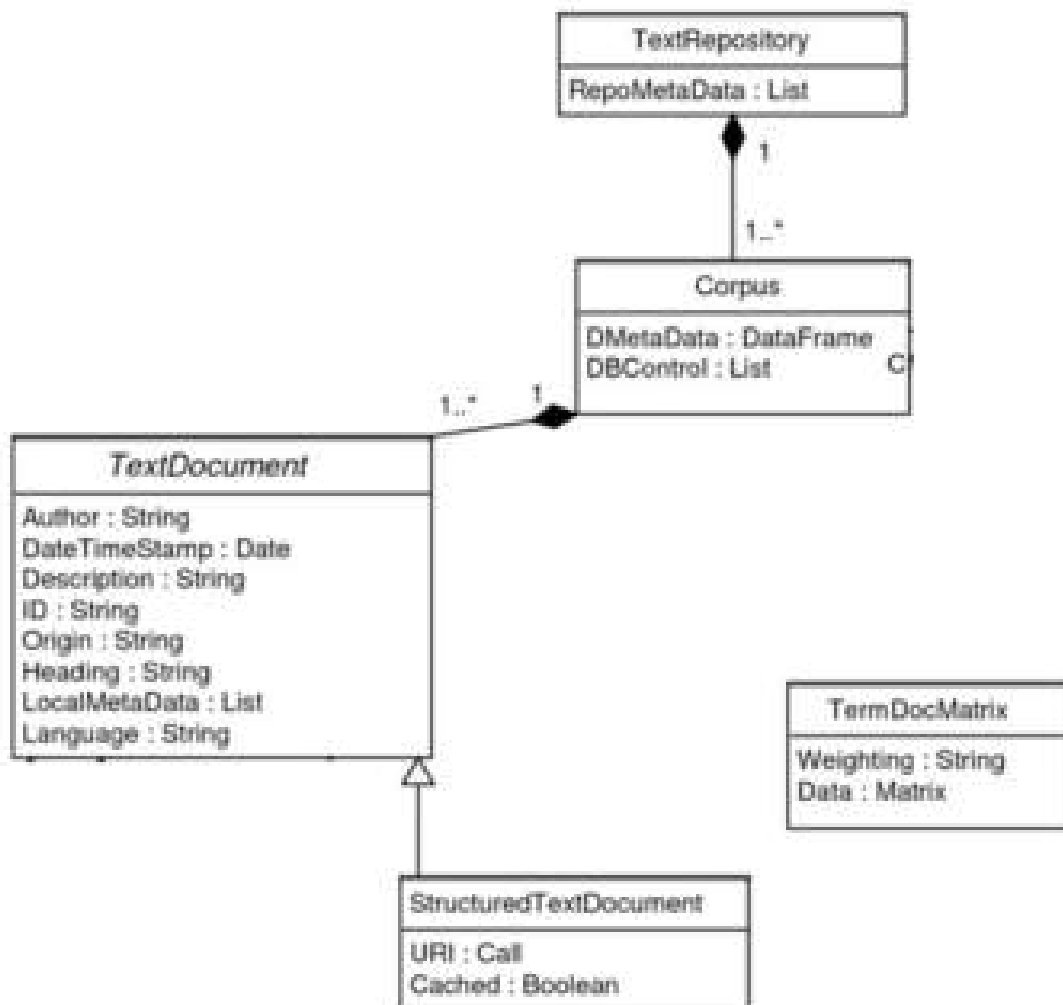 TextRepository
RepoMetaData : List
1
1..*
Corpus
DMetaData : DataFrame
DBControl : List
C
1
1..*
TextDocument
Author : String
DateTimeStamp : Date
Description : String
ID : String
Origin : String
Heading : String
LocalMetaData : List
Language : String
TermDocMatrix
Weighting : String
Data : Matrix
StructuredTextDocument
URI : Call
Cached : Boolean